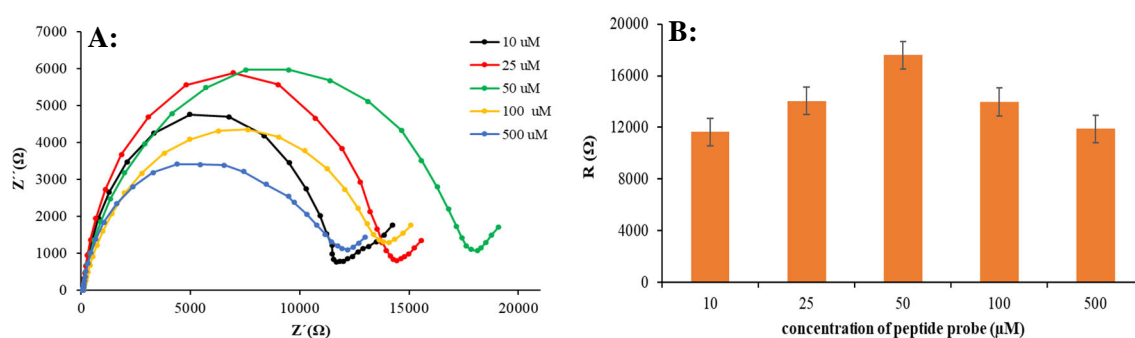 A:
7000
6000
5000
4000
3000
2000
1000
0
Z´´(Ω)
0
5000
10000
15000
20000
Z´(Ω)
10 uM
25 uM
50 uM
100 uM
500 uM
B:
20000
16000
12000
8000
4000
0
R (Ω)
10
25
50
100
500
concentration of peptide probe (µM)